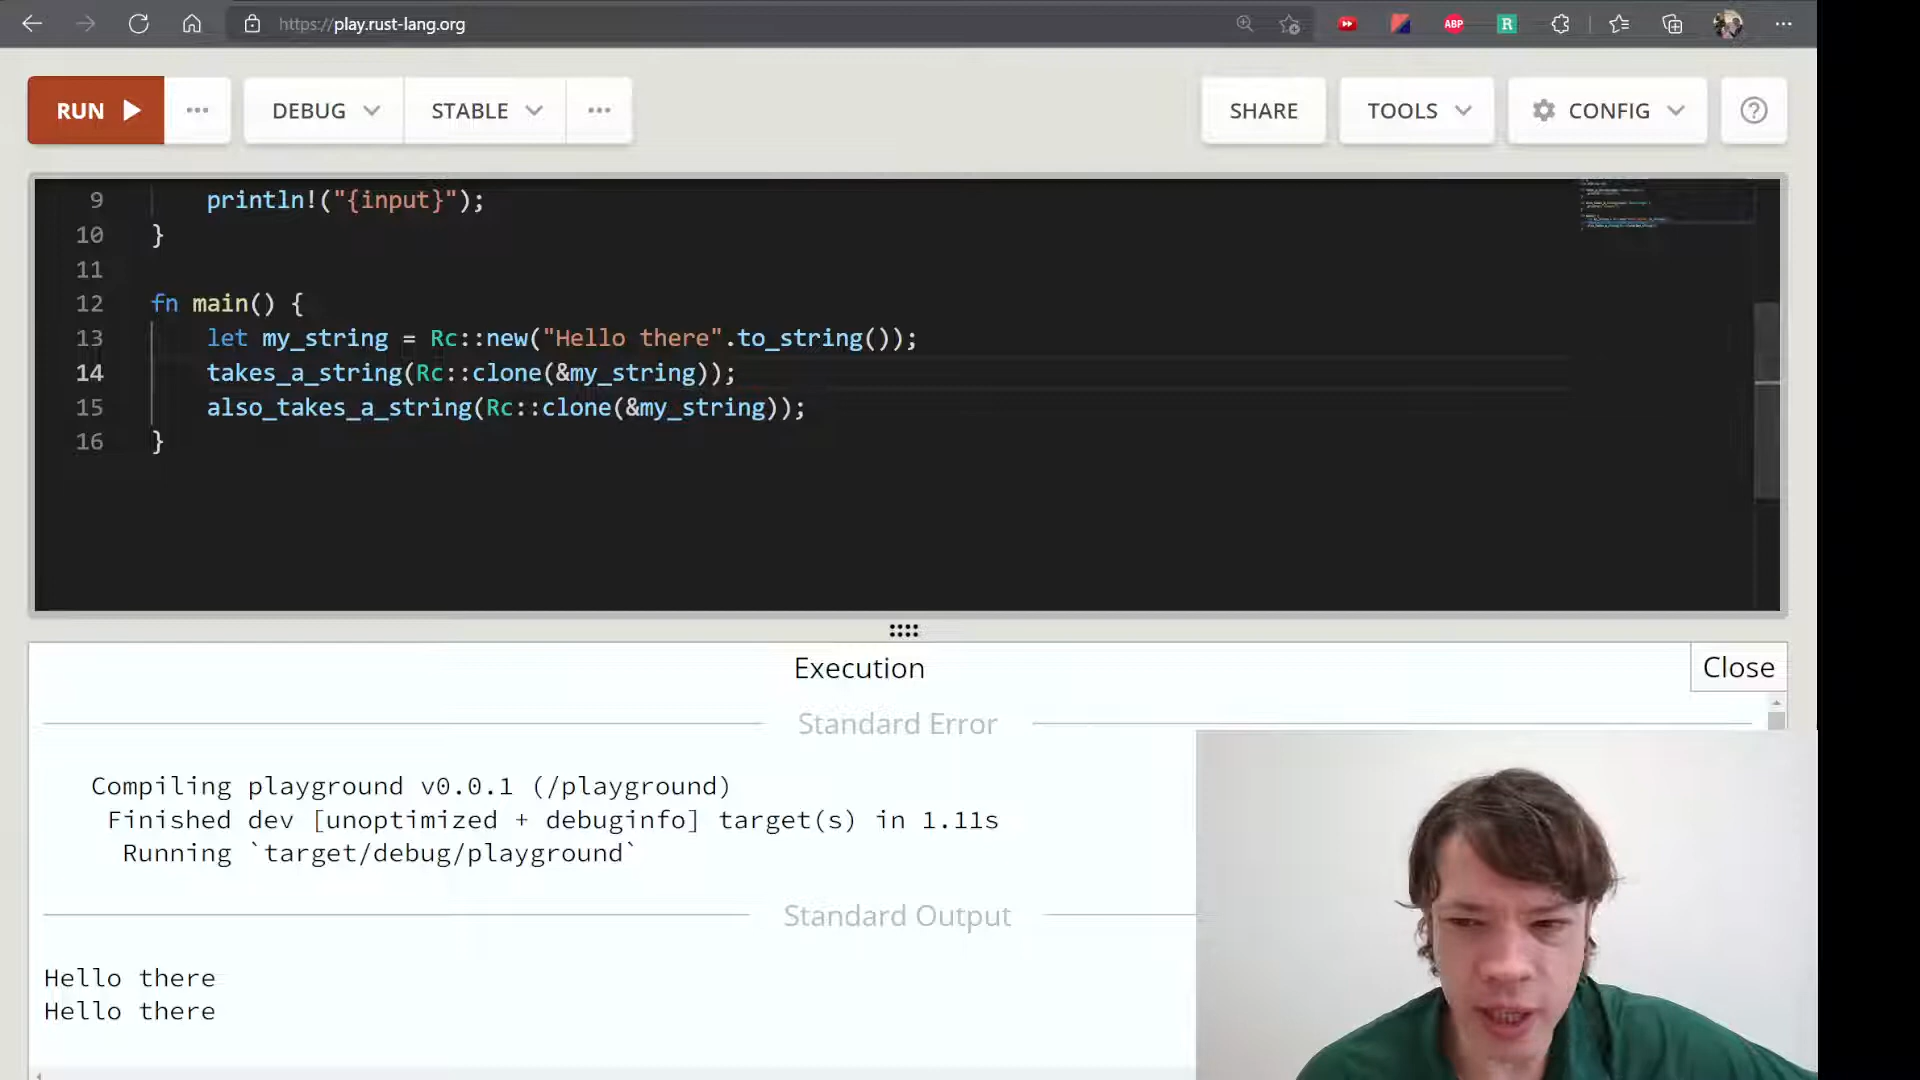 https://play.rust-lang.org
ABP
R
RUN
DEBUG
STABLE
SHARE
TOOLS
CONFIG
?
9 println!("{input}");
10 }
11
12 fn main() {
13 let my_string = Rc::new("Hello there".to_string());
14 takes_a_string(Rc::clone(&my_string));
15 also_takes_a_string(Rc::clone(&my_string));
16 }
Execution
Close
Standard Error
Compiling playground v0.0.1 (/playground)
Finished dev [unoptimized + debuginfo] target(s) in 1.11s
Running `target/debug/playground`
Standard Output
Hello there
Hello there